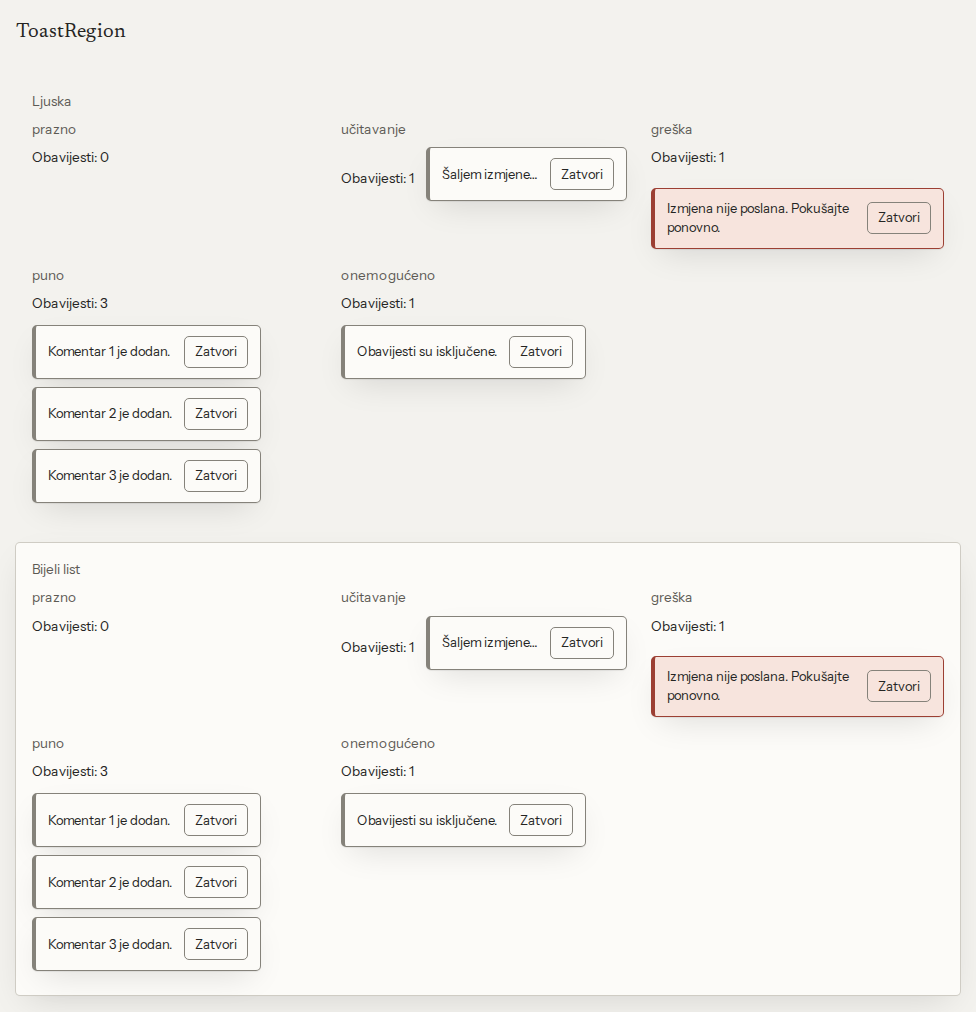 ToastRegion
Ljuska
prazno
Obavijesti: 0
učitavanje
Obavijesti: 1
Šaljem izmjene…
Zatvori
greška
Obavijesti: 1
Izmjena nije poslana. Pokušajte
ponovno.
Zatvori
puno
Obavijesti: 3
Komentar 1 je dodan.
Zatvori
Komentar 2 je dodan.
Zatvori
Komentar 3 je dodan.
Zatvori
onemogućeno
Obavijesti: 1
Obavijesti su isključene.
Zatvori
Bijeli list
prazno
Obavijesti: 0
učitavanje
Obavijesti: 1
Šaljem izmjene…
Zatvori
greška
Obavijesti: 1
Izmjena nije poslana. Pokušajte
ponovno.
Zatvori
puno
Obavijesti: 3
Komentar 1 je dodan.
Zatvori
Komentar 2 je dodan.
Zatvori
Komentar 3 je dodan.
Zatvori
onemogućeno
Obavijesti: 1
Obavijesti su isključene.
Zatvori